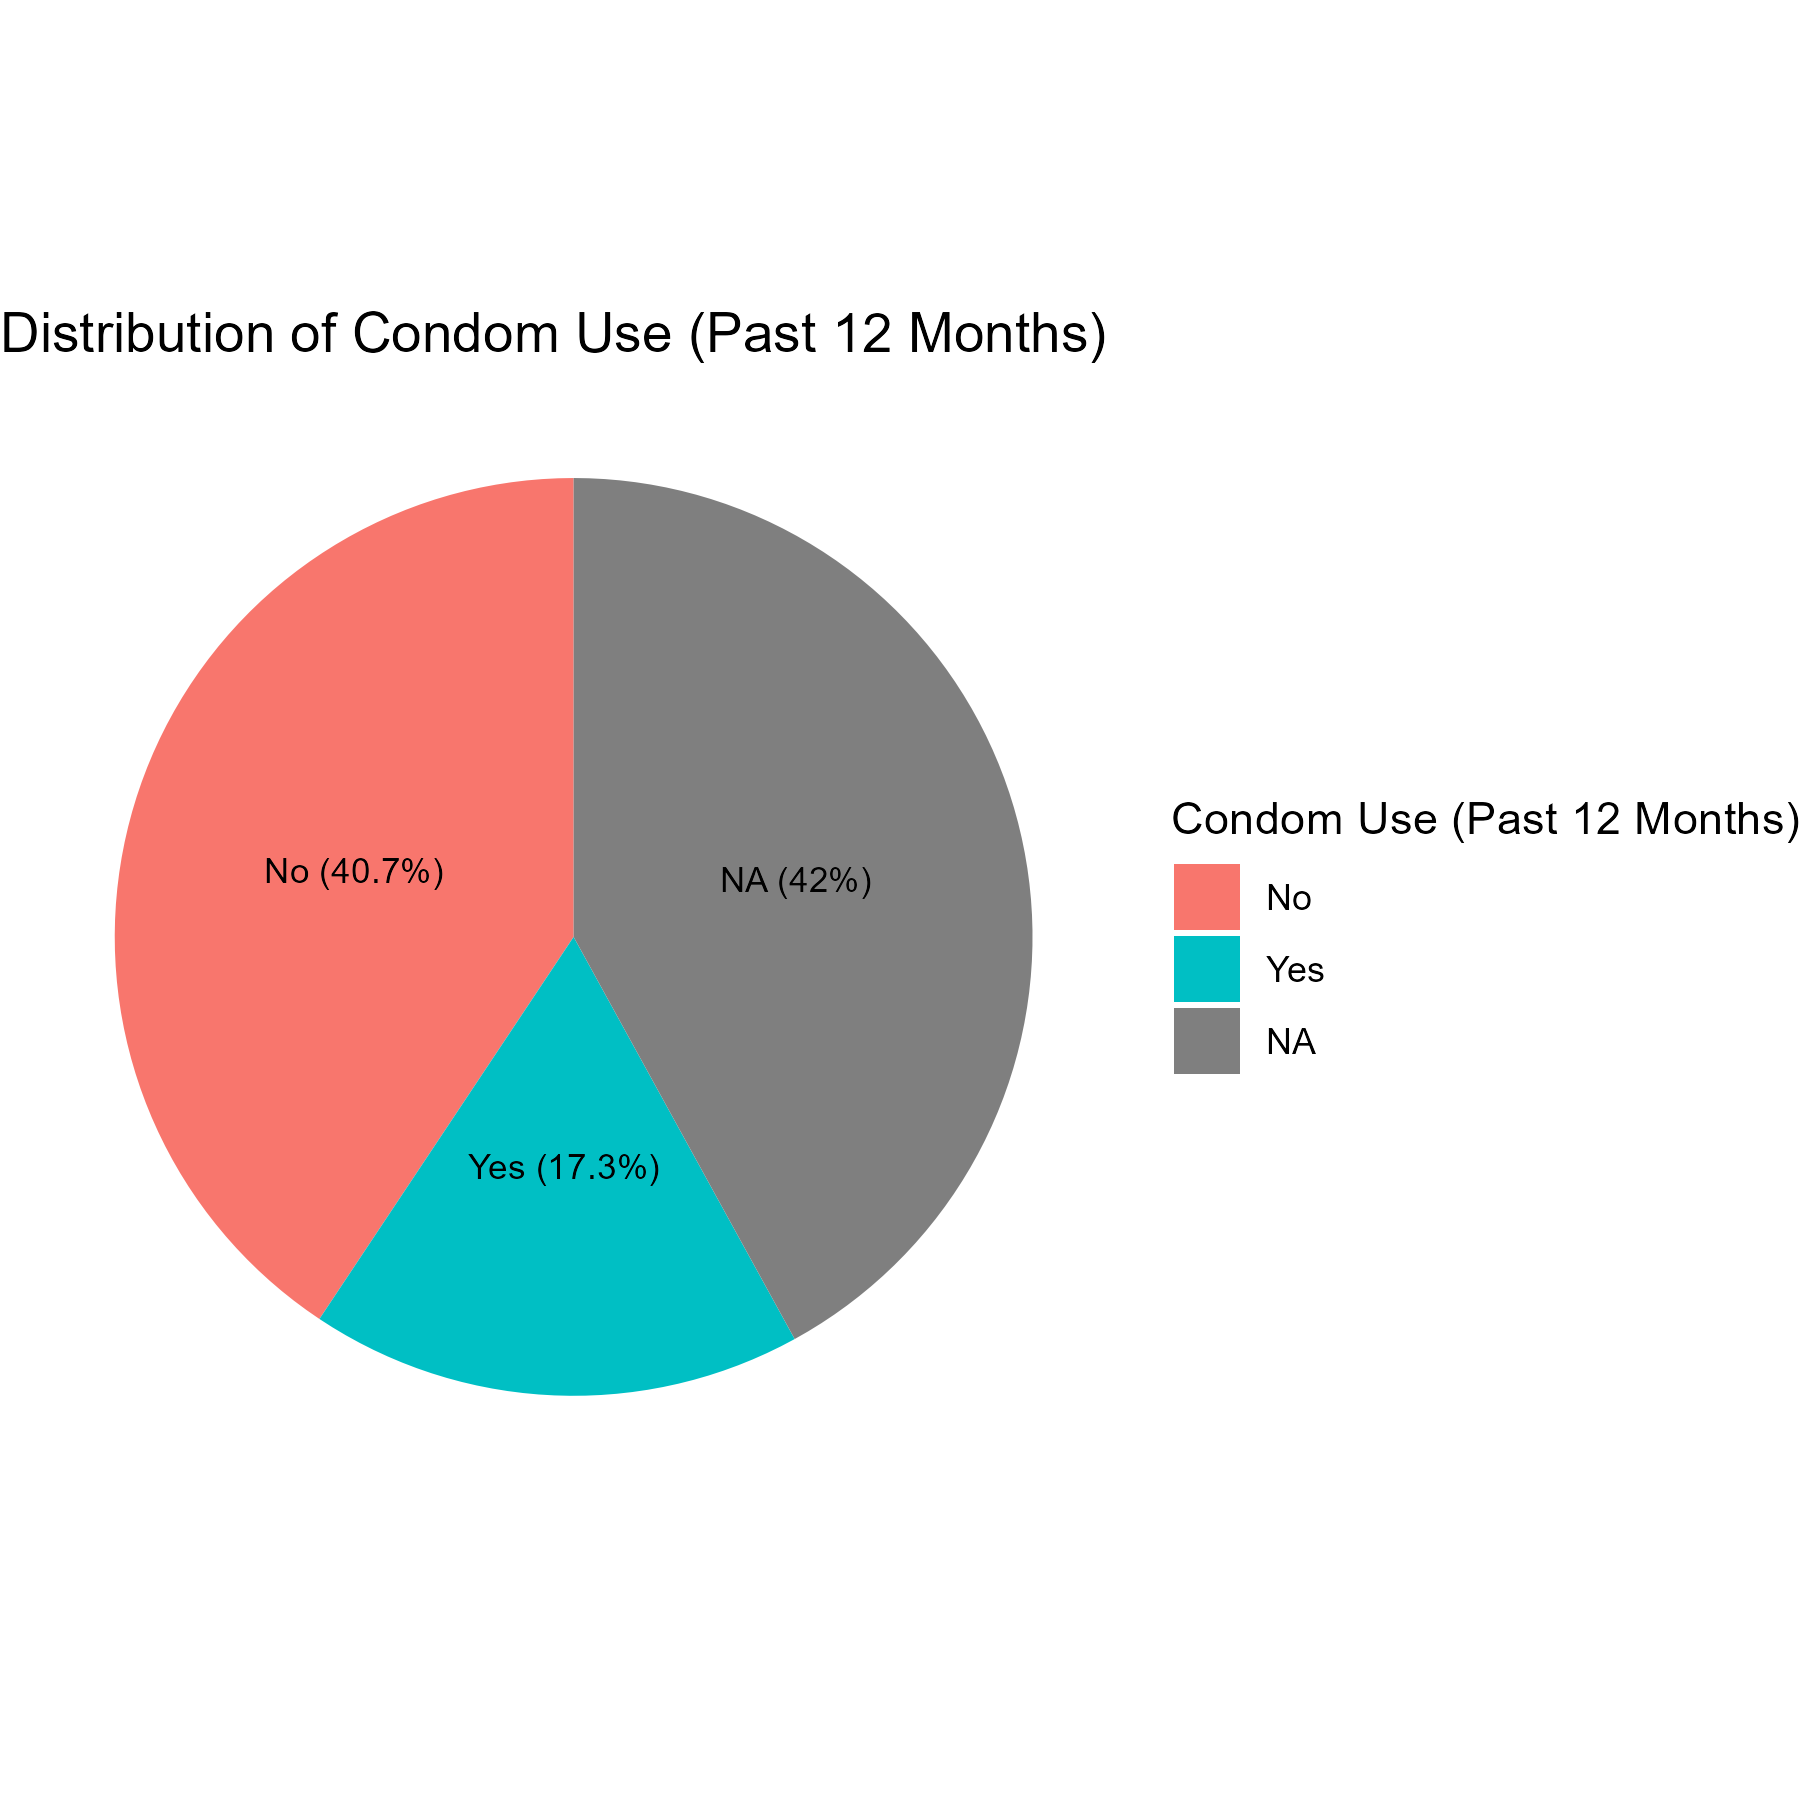 Distribution of Condom Use (Past 12 Months)
No (40.7%)
NA (42%)
Yes (17.3%)
Condom Use (Past 12 Months)
No
Yes
NA